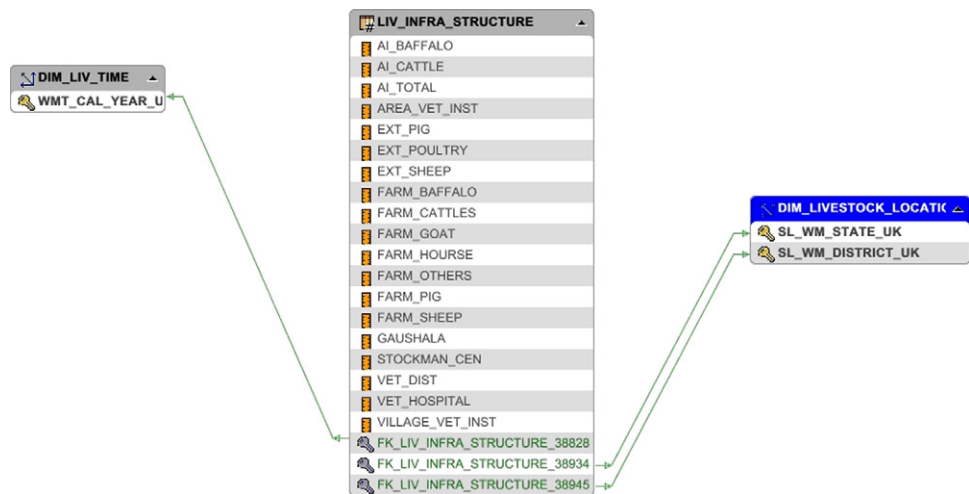 DIM_LIV_TIME
WMT_CAL_YEAR_U
LIV_INFRA_STRUCTURE
AI_BAFFALO
AI_CATTLE
AI_TOTAL
AREA_VET_INST
EXT_PIG
EXT_POULTRY
EXT_SHEEP
FARM_BAFFALO
FARM_CATTLES
FARM_GOAT
FARM_HOURSE
FARM_OTHERS
FARM_PIG
FARM_SHEEP
GAUSHALA
STOCKMAN_CEN
VET_DIST
VET_HOSPITAL
VILLAGE_VET_INST
FK_LIV_INFRA_STRUCTURE_38828
FK_LIV_INFRA_STRUCTURE_38934
FK_LIV_INFRA_STRUCTURE_38945
DIM_LIVESTOCK_LOCATIC
SL_WM_STATE_UK
SL_WM_DISTRICT_UK